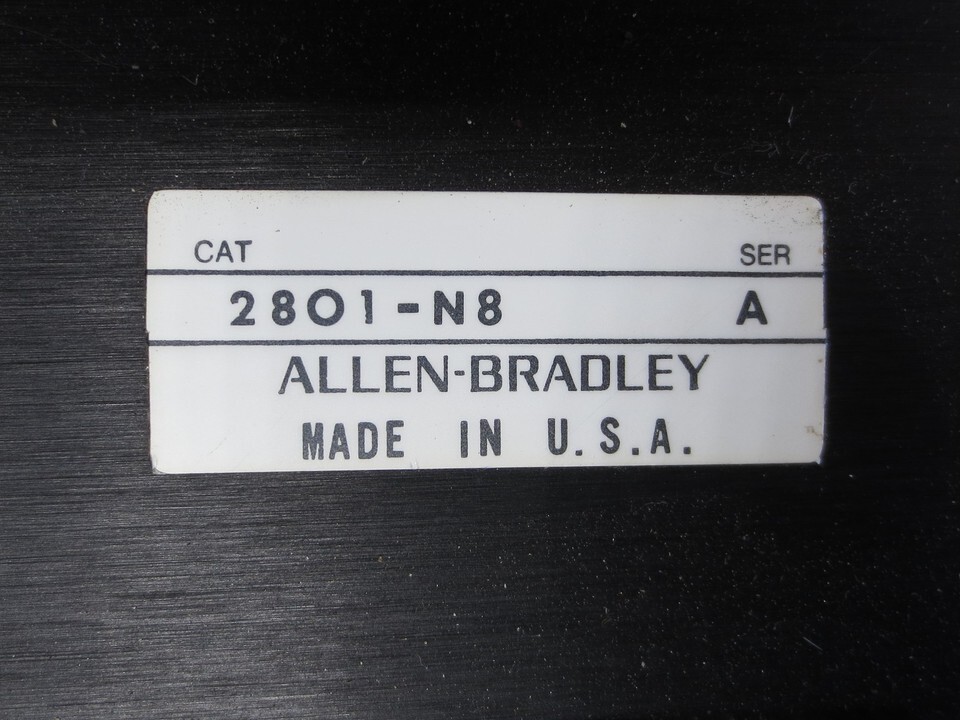 CAT SER
2801-N8 A
ALLEN-BRADLEY
MADE IN U.S.A.